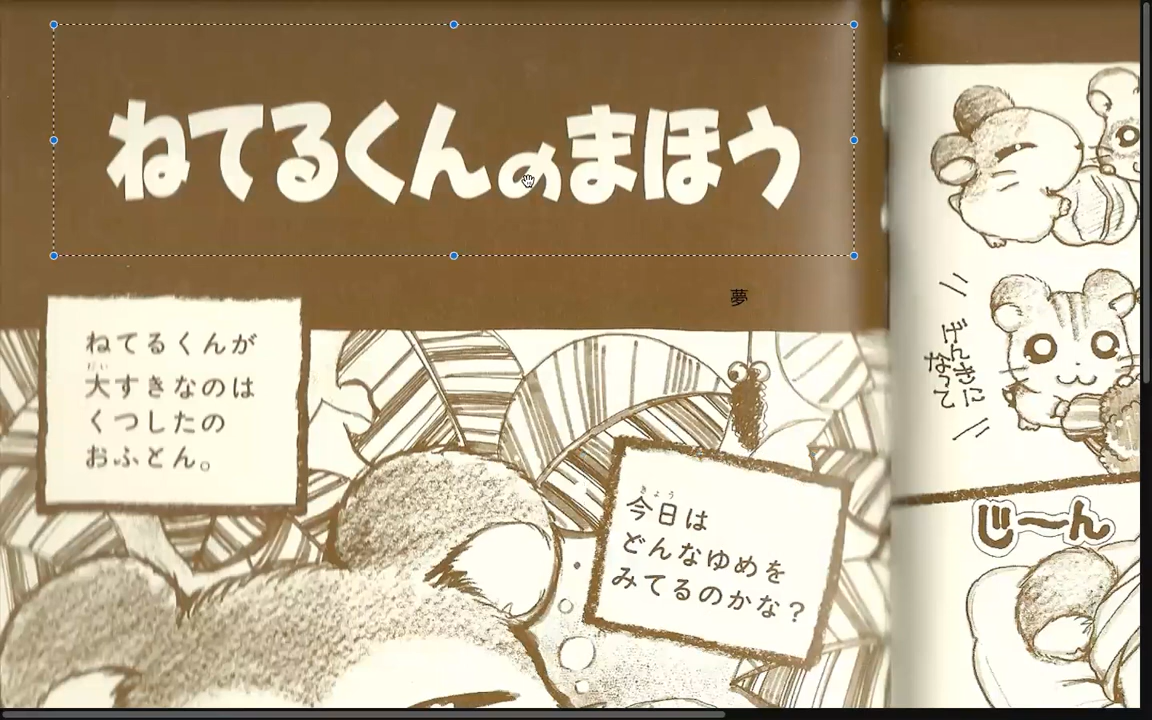 ねてるくんのまほう
夢
ねてるくんが
大すきなのは
くつしたの
おふとん。
今日は
どんなゆめを
みてるのかな？
ぎんきに
なって
じ〜ん